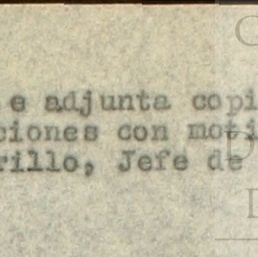 e adjunta copi
ciones con moti
rillo, Jefe de